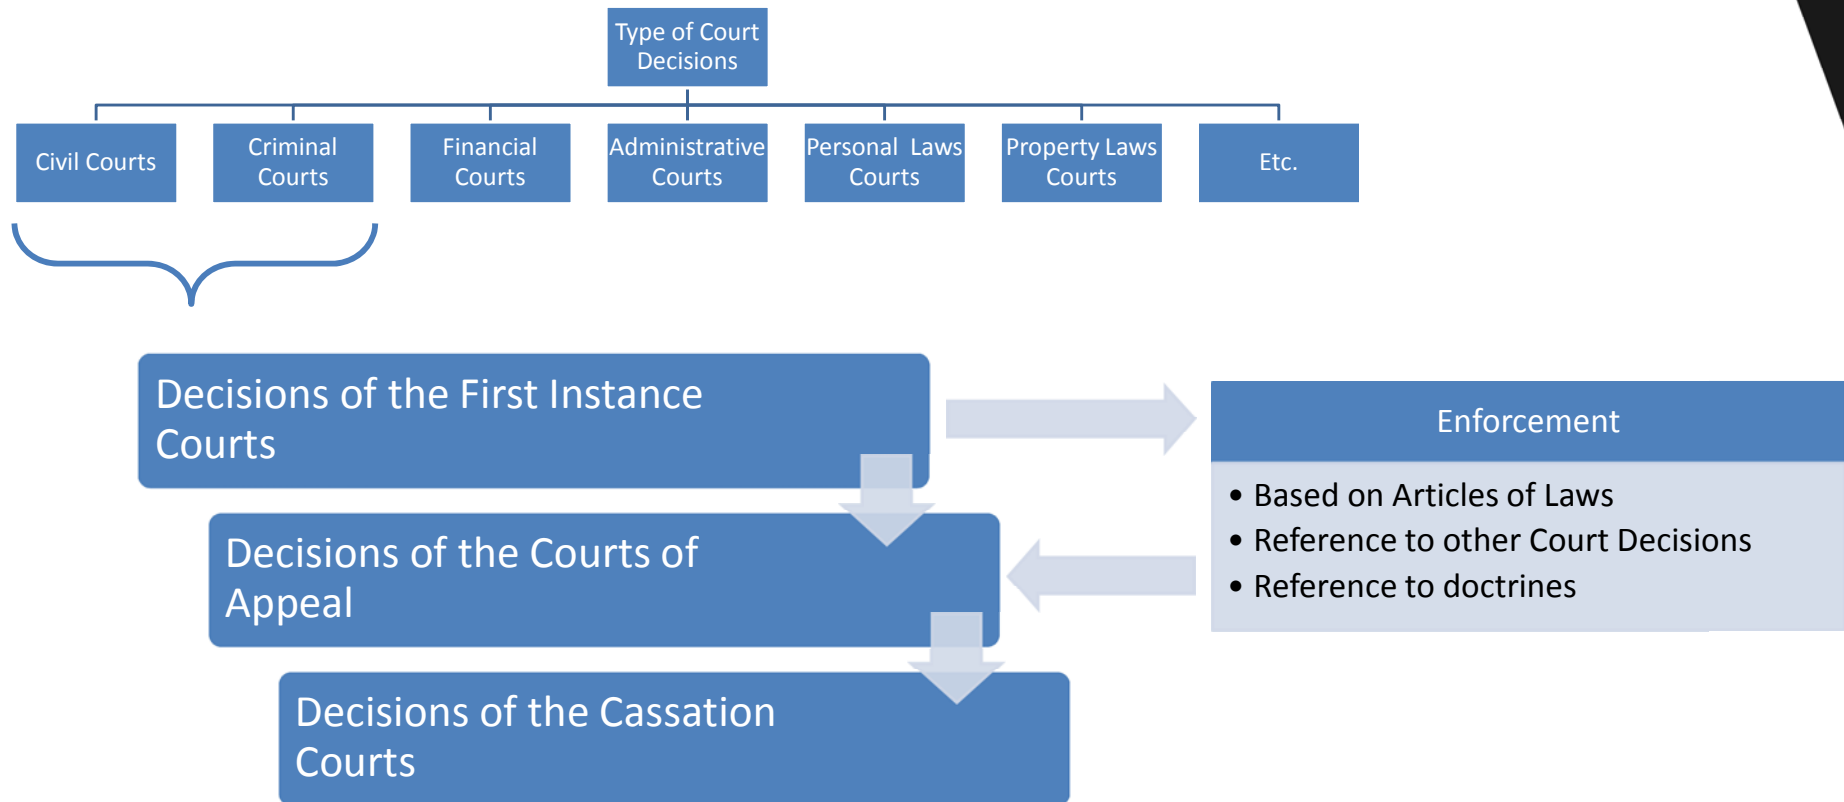 Type of Court
Decisions
Civil Courts
Criminal
Courts
Financial
Courts
Administrative
Courts
Personal Laws
Courts
Property Laws
Courts
Etc.
Decisions of the First Instance
Courts
Enforcement
• Based on Articles of Laws
• Reference to other Court Decisions
• Reference to doctrines
Decisions of the Courts of
Appeal
Decisions of the Cassation
Courts